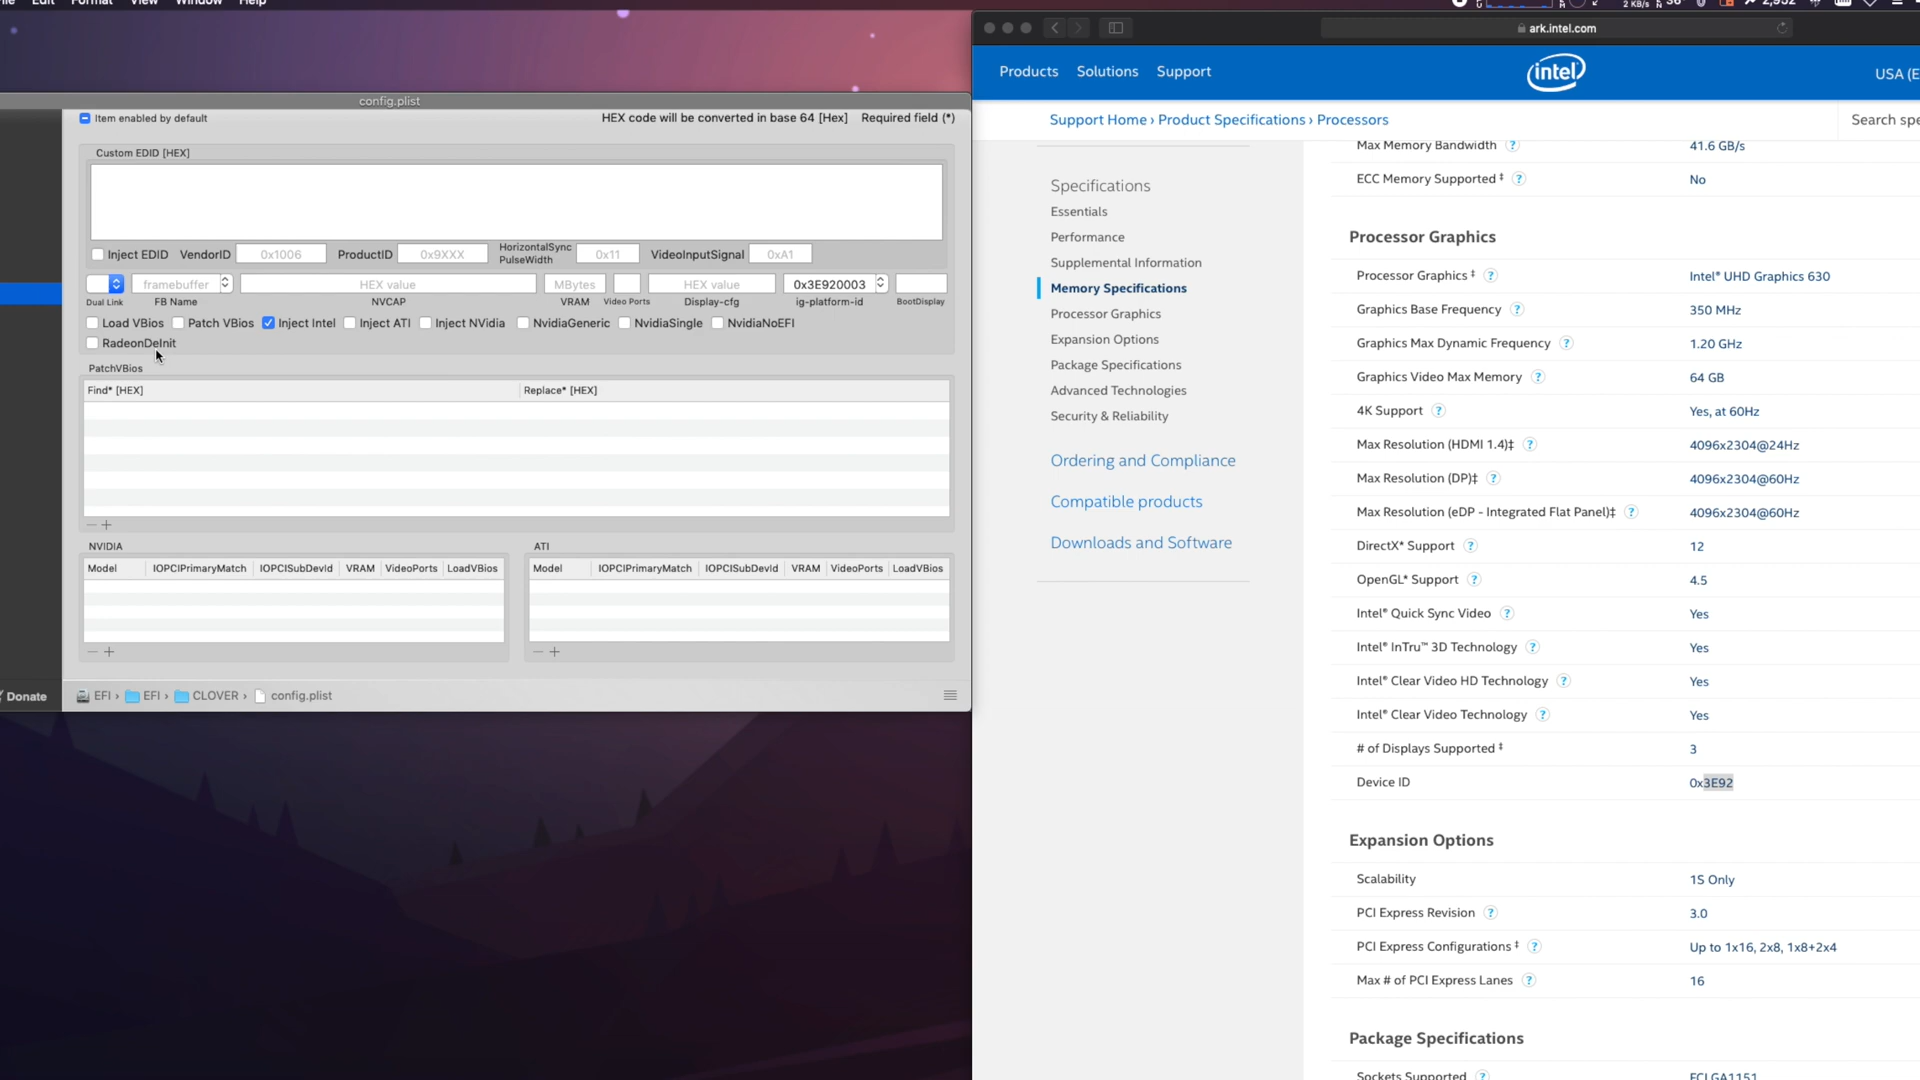 Edit Format View Window Help
2 KB/s 36° 2,952
config.plist
Item enabled by default
HEX code will be converted in base 64 [Hex] Required field (*)
Custom EDID [HEX]
Inject EDID VendorID 0x1006 ProductID 0x9XXX HorizontalSync PulseWidth 0x11 VideoInputSignal 0xA1
framebuffer HEX value MBytes HEX value 0x3E920003
Dual Link FB Name NVCAP VRAM Video Ports Display-cfg ig-platform-id BootDisplay
Load VBios Patch VBios Inject Intel Inject ATI Inject NVidia NvidiaGeneric NvidiaSingle NvidiaNoEFI
RadeonDeInit
PatchVBios
Find* [HEX] Replace* [HEX]
− +
NVIDIA
Model IOPCIPrimaryMatch IOPCISubDevId VRAM VideoPorts LoadVBios
− +
ATI
Model IOPCIPrimaryMatch IOPCISubDevId VRAM VideoPorts LoadVBios
− +
Donate
EFI › EFI › CLOVER › config.plist
ark.intel.com
Products Solutions Support
intel
USA (E
Support Home › Product Specifications › Processors
Search spe
Specifications
Essentials
Performance
Supplemental Information
Memory Specifications
Processor Graphics
Expansion Options
Package Specifications
Advanced Technologies
Security & Reliability
Ordering and Compliance
Compatible products
Downloads and Software
Max Memory Bandwidth ? 41.6 GB/s
ECC Memory Supported ‡ ? No
Processor Graphics
Processor Graphics ‡ ? Intel® UHD Graphics 630
Graphics Base Frequency ? 350 MHz
Graphics Max Dynamic Frequency ? 1.20 GHz
Graphics Video Max Memory ? 64 GB
4K Support ? Yes, at 60Hz
Max Resolution (HDMI 1.4)‡ ? 4096x2304@24Hz
Max Resolution (DP)‡ ? 4096x2304@60Hz
Max Resolution (eDP - Integrated Flat Panel)‡ ? 4096x2304@60Hz
DirectX* Support ? 12
OpenGL* Support ? 4.5
Intel® Quick Sync Video ? Yes
Intel® InTru™ 3D Technology ? Yes
Intel® Clear Video HD Technology ? Yes
Intel® Clear Video Technology ? Yes
# of Displays Supported ‡ 3
Device ID 0x3E92
Expansion Options
Scalability 1S Only
PCI Express Revision ? 3.0
PCI Express Configurations ‡ ? Up to 1x16, 2x8, 1x8+2x4
Max # of PCI Express Lanes ? 16
Package Specifications
Sockets Supported ? FCLGA1151